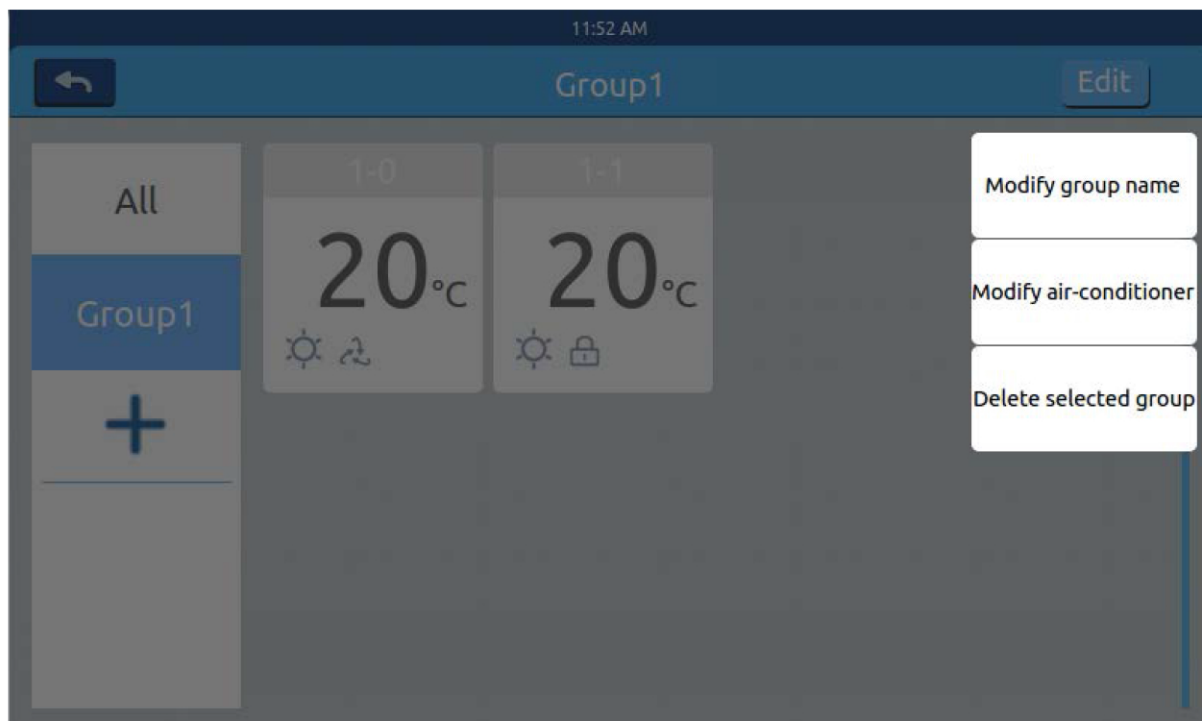 11:52 AM
Group1
Edit
All
Group1
1-0
20°C
1-1
20°C
Modify group name
Modify air-conditioner
Delete selected group